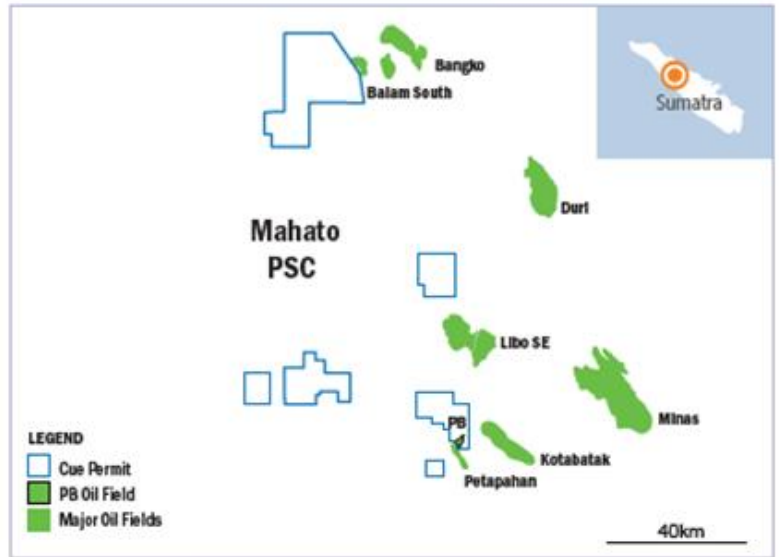 Bangko
Balam South
Sumatra
Duri
Mahato
PSC
Libo SE
Minas
PB
Kotabatak
Petapahan
LEGEND
Cue Permit
PB Oil Field
Major Oil Fields
40km